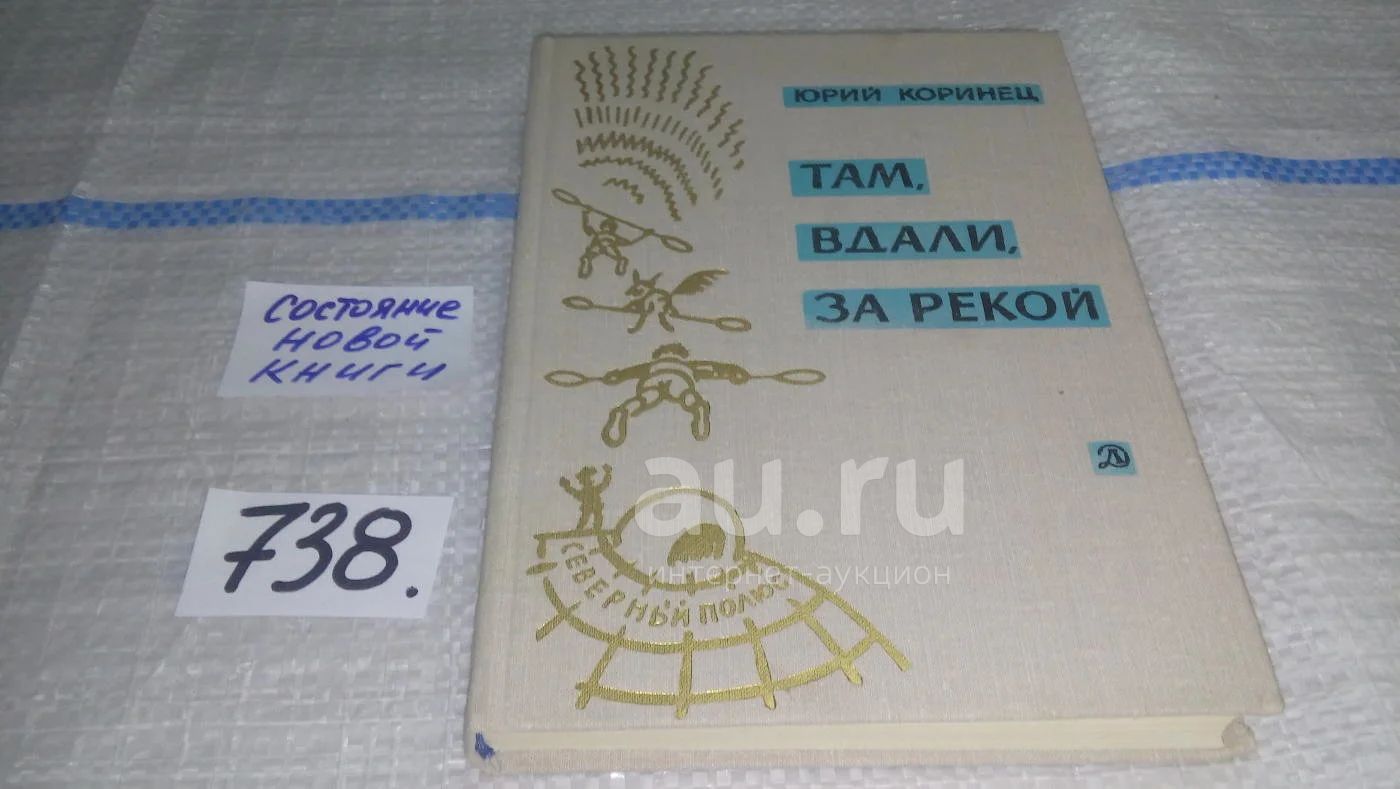 ЮРИЙ КОРИНЕЦ
ТАМ,
ВДАЛИ,
ЗА РЕКОЙ
СЕВЕРНЫЙ ПОЛЮС
состояние
новой
книги
738.
au.ru
интернет-аукцион